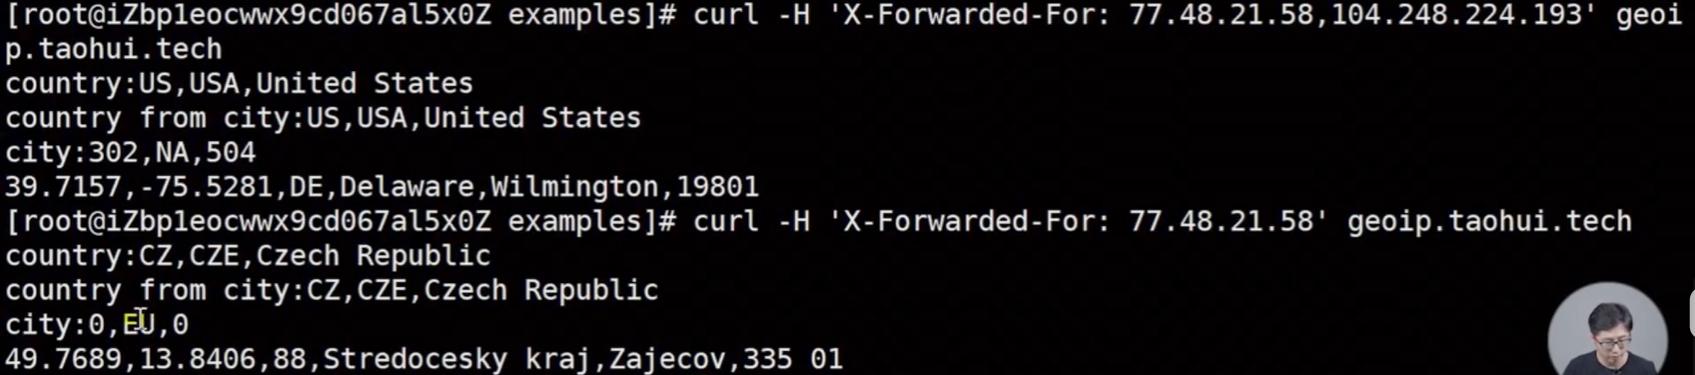 [root@iZbp1eocwwx9cd067al5x0Z examples]# curl -H 'X-Forwarded-For: 77.48.21.58,104.248.224.193' geoi
p.taohui.tech
country:US,USA,United States
country from city:US,USA,United States
city:302,NA,504
39.7157,-75.5281,DE,Delaware,Wilmington,19801
[root@iZbp1eocwwx9cd067al5x0Z examples]# curl -H 'X-Forwarded-For: 77.48.21.58' geoip.taohui.tech
country:CZ,CZE,Czech Republic
country from city:CZ,CZE,Czech Republic
city:0,EU,0
49.7689,13.8406,88,Stredocesky kraj,Zajecov,335 01